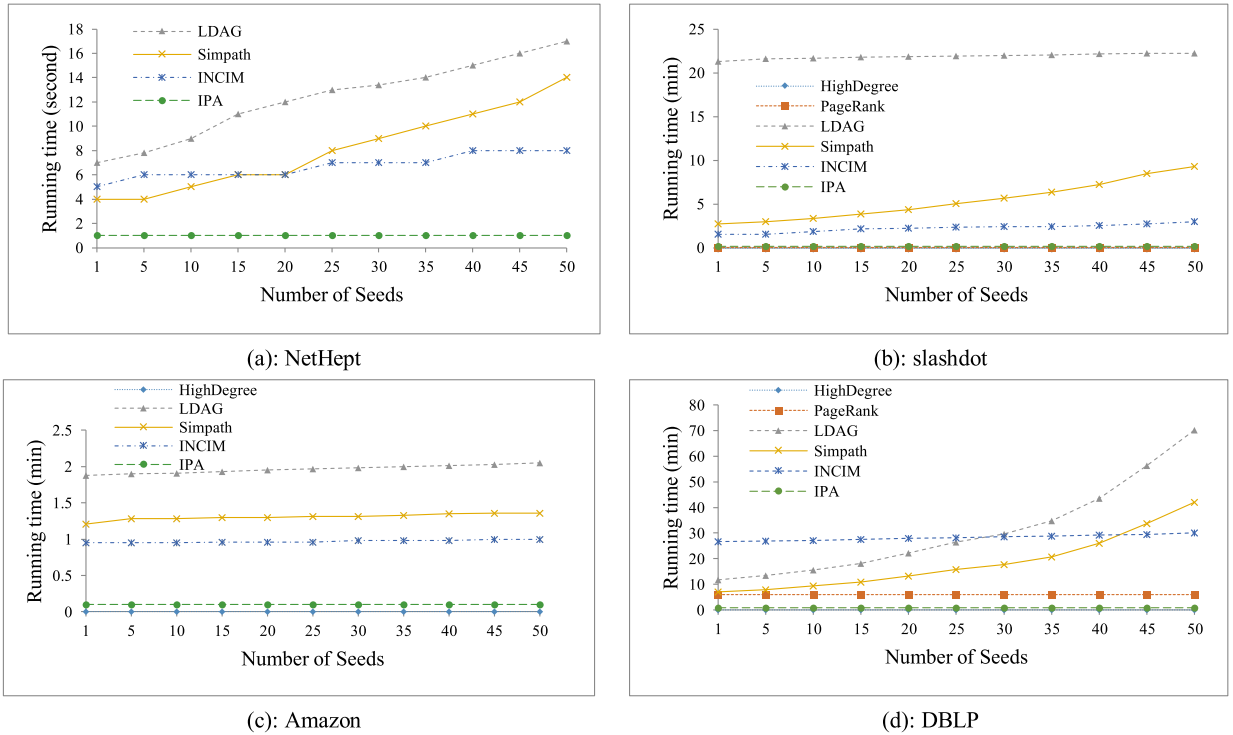 LDAG
Simpath
INCIM
IPA
Running time (second)
18
16
14
12
10
8
6
4
2
0
1 5 10 15 20 25 30 35 40 45 50
Number of Seeds
(a): NetHept
HighDegree
PageRank
LDAG
Simpath
INCIM
IPA
Running time (min)
25
20
15
10
5
0
1 5 10 15 20 25 30 35 40 45 50
Number of Seeds
(b): slashdot
HighDegree
LDAG
Simpath
INCIM
IPA
Running time (min)
2.5
2
1.5
1
0.5
0
1 5 10 15 20 25 30 35 40 45 50
Number of Seeds
(c): Amazon
HighDegree
PageRank
LDAG
Simpath
INCIM
IPA
Running time (min)
80
70
60
50
40
30
20
10
0
1 5 10 15 20 25 30 35 40 45 50
Number of Seeds
(d): DBLP